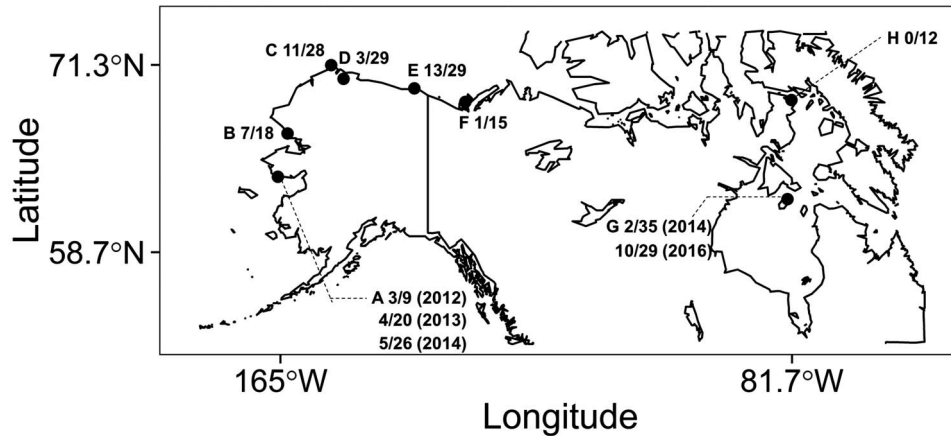 C 11/28
D 3/29
H 0/12
71.3°N
E 13/29
F 1/15
B 7/18
Latitude
G 2/35 (2014)
10/29 (2016)
58.7°N
A 3/9 (2012)
4/20 (2013)
5/26 (2014)
165°W
81.7°W
Longitude